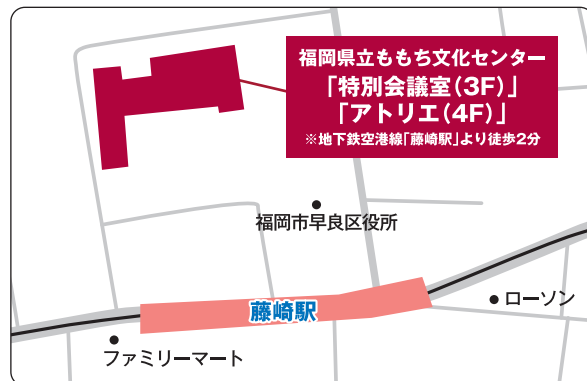 福岡県立ももち文化センター
「特別会議室(3F)」
「アトリエ(4F)」
※地下鉄空港線「藤崎駅」より徒歩2分
福岡市早良区役所
藤崎駅
ローソン
ファミリーマート